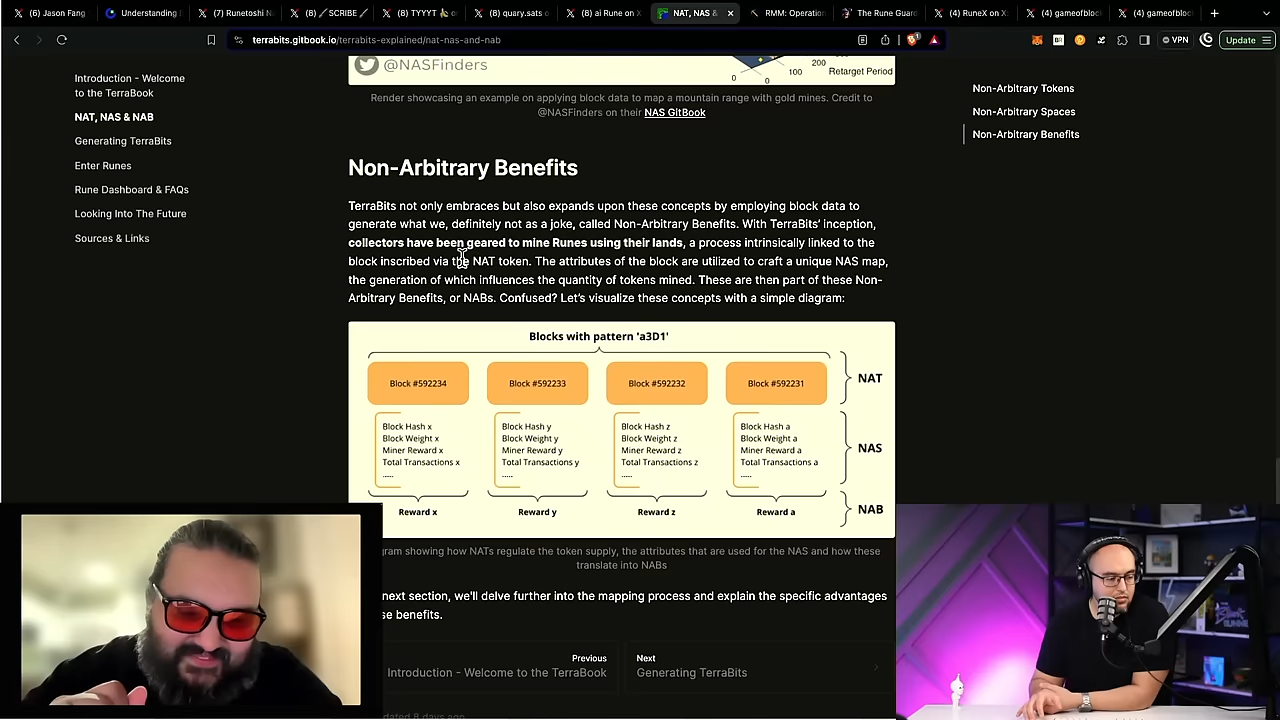 (6) Jason Fang
Understanding
(7) Runetoshi N
(8) 🖊 SCRIBE 🖊
(8) TYYYT 🍌 o
(8) quary.sats o
(8) ai Rune on X
NAT, NAS &
RMM: Operation
The Rune Guar
(4) RuneX on X
(4) gameofbloc
(4) gameofbloc
terrabits.gitbook.io/terrabits-explained/nat-nas-and-nab
VPN
Update
Introduction - Welcome
to the TerraBook
NAT, NAS & NAB
Generating TerraBits
Enter Runes
Rune Dashboard & FAQs
Looking Into The Future
Sources & Links
@NASFinders
0
0
100
200
Retarget Period
Render showcasing an example on applying block data to map a mountain range with gold mines. Credit to
@NASFinders on their NAS GitBook
Non-Arbitrary Benefits
TerraBits not only embraces but also expands upon these concepts by employing block data to
generate what we, definitely not as a joke, called Non-Arbitrary Benefits. With TerraBits’ inception,
collectors have been geared to mine Runes using their lands, a process intrinsically linked to the
block inscribed via the NAT token. The attributes of the block are utilized to craft a unique NAS map,
the generation of which influences the quantity of tokens mined. These are then part of these Non-
Arbitrary Benefits, or NABs. Confused? Let’s visualize these concepts with a simple diagram:
Blocks with pattern 'a3D1'
Block #592234
Block #592233
Block #592232
Block #592231
NAT
Block Hash x
Block Weight x
Miner Reward x
Total Transactions x
.....
Block Hash y
Block Weight y
Miner Reward y
Total Transactions y
.....
Block Hash z
Block Weight z
Miner Reward z
Total Transactions z
.....
Block Hash a
Block Weight a
Miner Reward a
Total Transactions a
.....
NAS
Reward x
Reward y
Reward z
Reward a
NAB
gram showing how NATs regulate the token supply, the attributes that are used for the NAS and how these
translate into NABs
next section, we'll delve further into the mapping process and explain the specific advantages
se benefits.
Previous
Introduction - Welcome to the TerraBook
Next
Generating TerraBits
dated 8 days ago
Non-Arbitrary Tokens
Non-Arbitrary Spaces
Non-Arbitrary Benefits